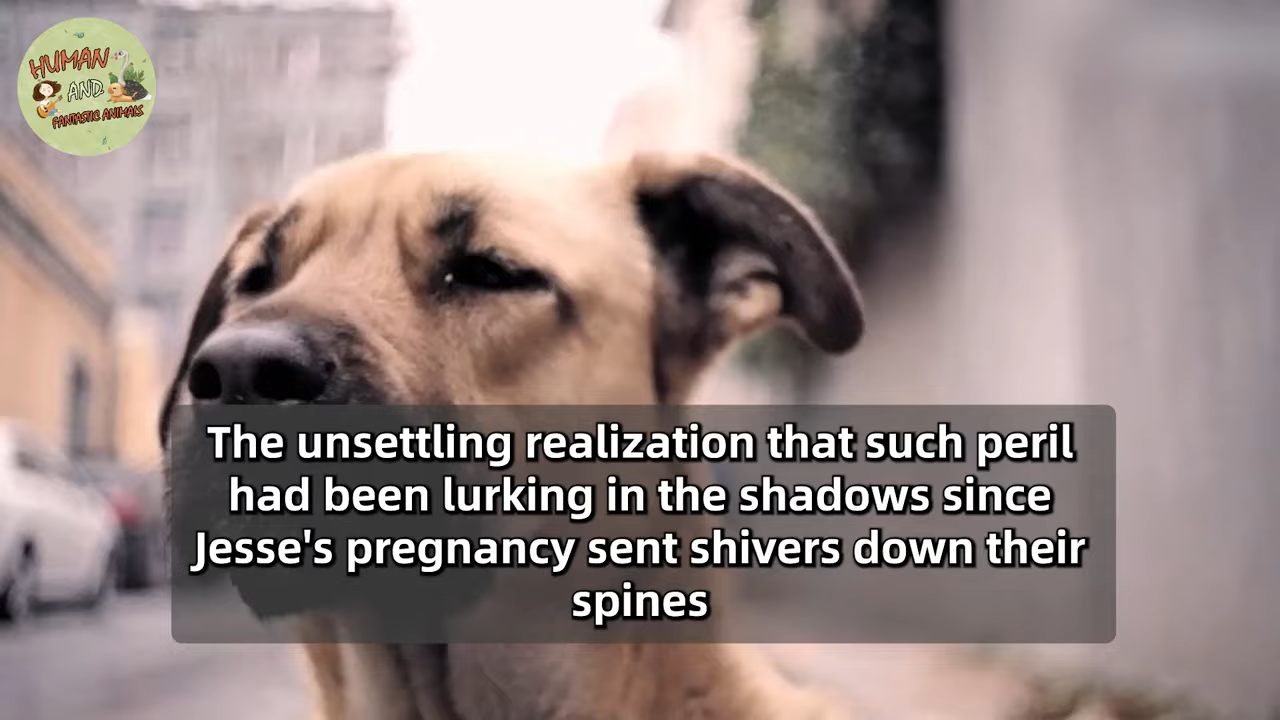 HUMAN
AND
FANTASTIC ANIMALS
The unsettling realization that such peril
had been lurking in the shadows since
Jesse's pregnancy sent shivers down their
spines